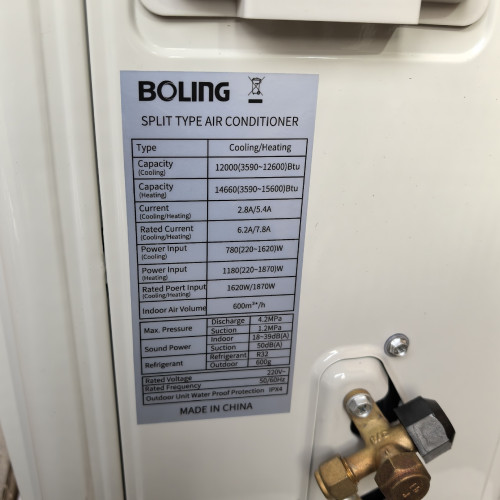 BOLING
SPLIT TYPE AIR CONDITIONER
Type Cooling/Heating
Capacity (Cooling) 12000(3590~12600)Btu
Capacity (Heating) 14660(3590~15600)Btu
Current (Cooling/Heating) 2.8A/5.4A
Rated Current (Cooling/Heating) 6.2A/7.8A
Power Input (Cooling) 780(220~1620)W
Power Input (Heating) 1180(220~1870)W
Rated Poert Input (Cooling/Heating) 1620W/1870W
Indoor Air Volume 600m³*/h
Max. Pressure Discharge 4.2MPa
Suction 1.2MPa
Sound Power Indoor 18~39dB(A)
Suction 50dB(A)
Refrigerant Refrigerant R32
Outdoor 600g
Rated Voltage 220V~
Rated Frequency 50/60Hz
Outdoor Unit Water Proof Protection IPX4
MADE IN CHINA